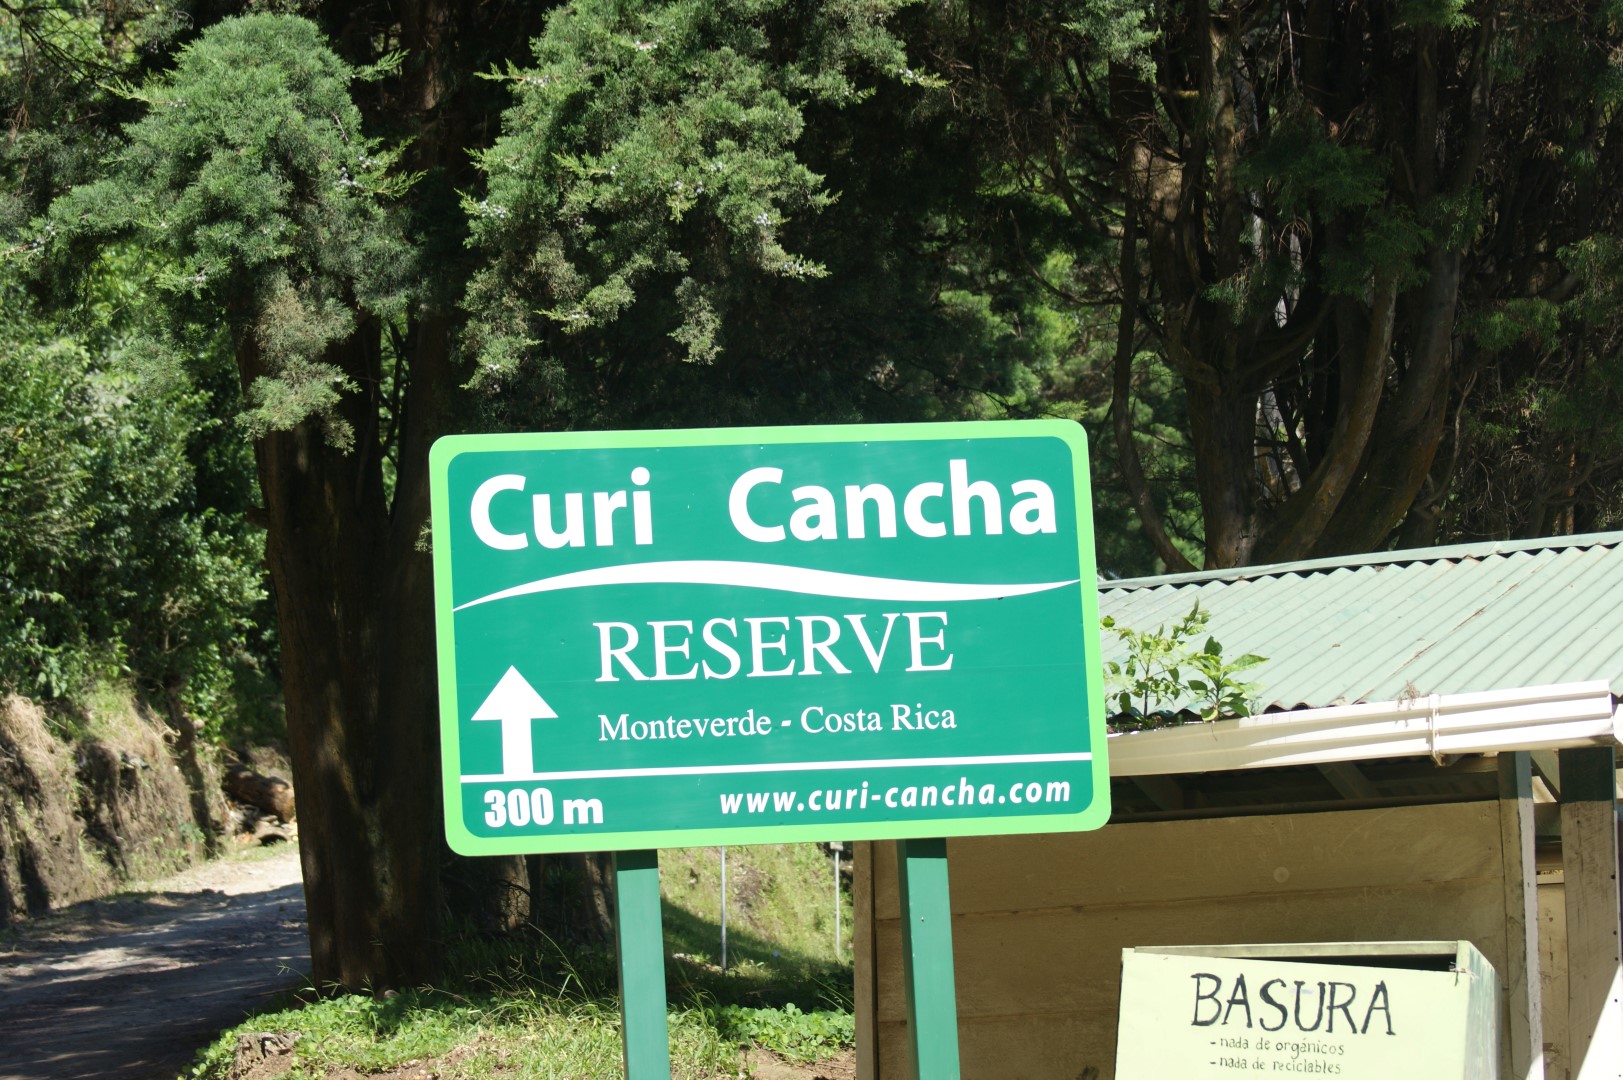 Curi Cancha
RESERVE
Monteverde - Costa Rica
300 m
www.curi-cancha.com
BASURA
- nada de orgánicos
- nada de reciclables